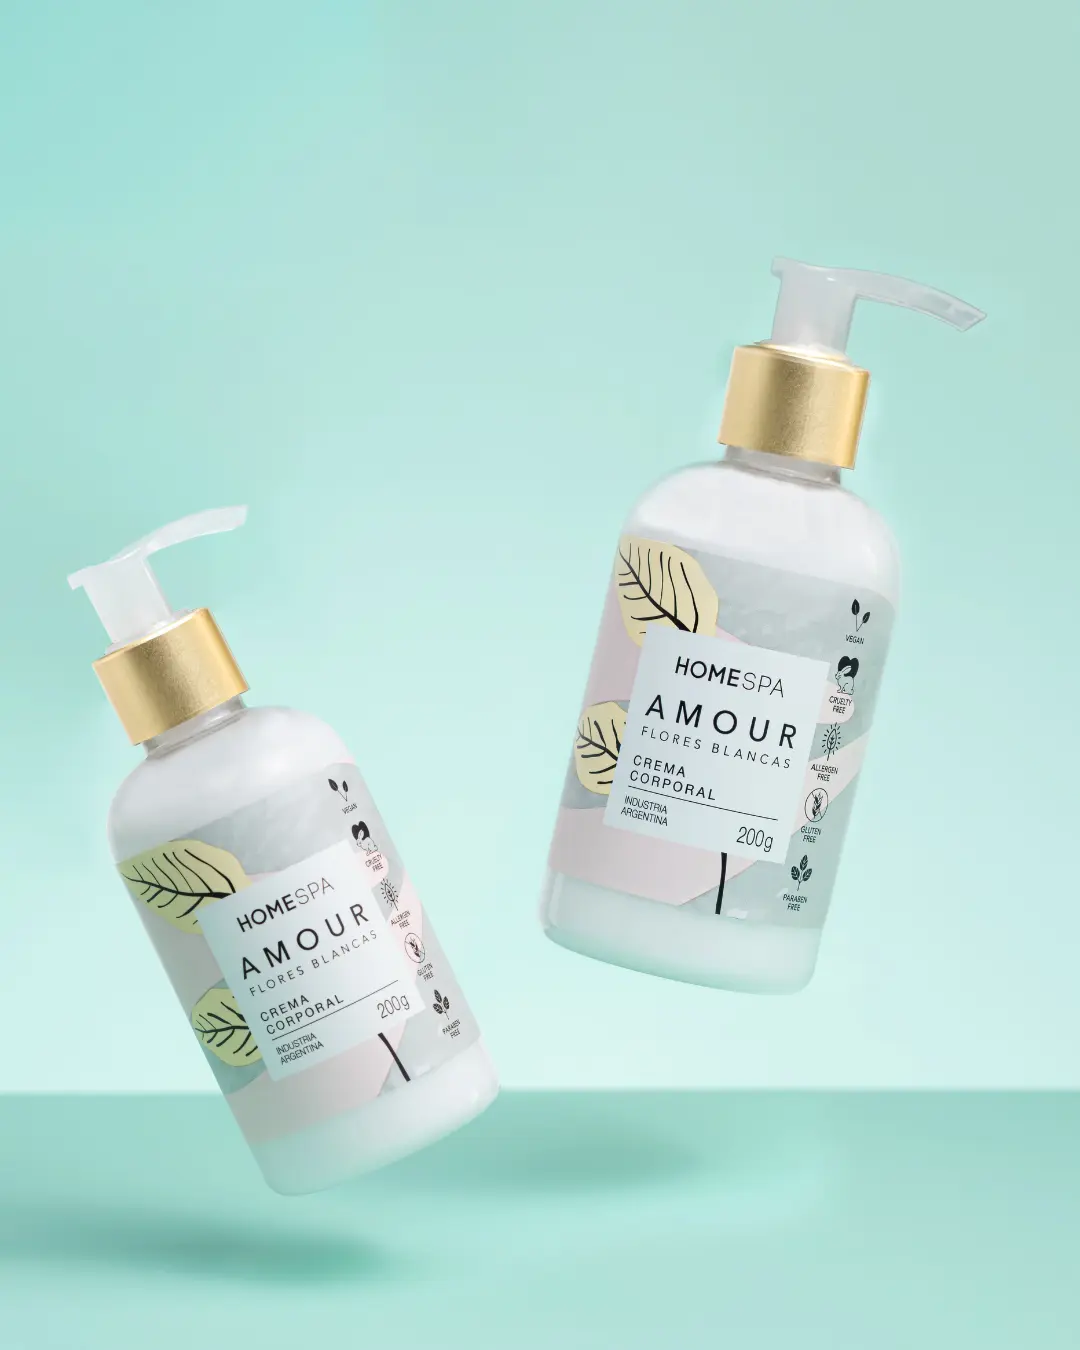 HOMESPA
AMOUR
FLORES BLANCAS
CREMA
CORPORAL
INDUSTRIA
ARGENTINA
200g
VEGAN
CRUELTY
FREE
ALLERGEN
FREE
GLUTEN
FREE
PARABEN
FREE
HOMESPA
AMOUR
FLORES BLANCAS
CREMA
CORPORAL
200g
INDUSTRIA
ARGENTINA
VEGAN
CRUELTY
FREE
ALLERGEN
FREE
GLUTEN
FREE
PARABEN
FREE